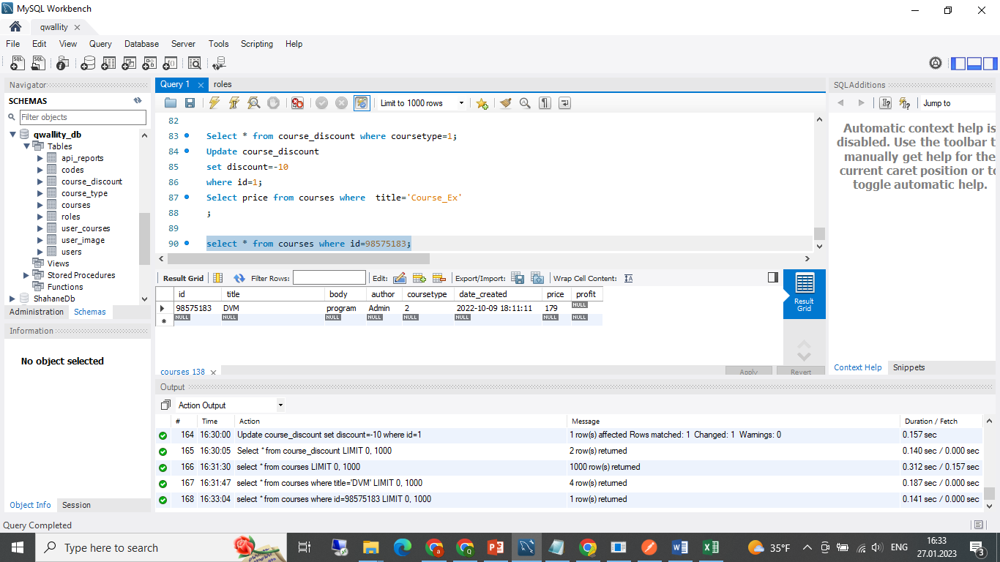 MySQL Workbench
qwallity
File Edit View Query Database Server Tools Scripting Help
Navigator
SCHEMAS
Filter objects
qwallity_db
Tables
api_reports
codes
course_discount
course_type
courses
roles
user_courses
user_image
users
Views
Stored Procedures
Functions
ShahaneDb
Administration Schemas
Information
No object selected
Object Info Session
Query Completed
Query 1 roles
Limit to 1000 rows
82
83 Select * from course_discount where coursetype=1;
84 Update course_discount
85 set discount=-10
86 where id=1;
87 Select price from courses where  title='Course_Ex'
88 ;
89
90 select * from courses where id=98575183;
Result Grid Filter Rows: Edit: Export/Import: Wrap Cell Content:
id title body author coursetype date_created price profit
98575183 DVM program Admin 2 2022-10-09 18:11:11 179 NULL
NULL NULL NULL NULL NULL NULL NULL NULL
Result
Grid
courses 138 Apply Revert
Output
Action Output
# Time Action Message Duration / Fetch
164 16:30:00 Update course_discount set discount=-10 where id=1 1 row(s) affected Rows matched: 1 Changed: 1 Warnings: 0 0.157 sec
165 16:30:05 Select * from course_discount LIMIT 0, 1000 2 row(s) returned 0.140 sec / 0.000 sec
166 16:31:30 select * from courses LIMIT 0, 1000 1000 row(s) returned 0.312 sec / 0.157 sec
167 16:31:47 select * from courses where title='DVM' LIMIT 0, 1000 4 row(s) returned 0.187 sec / 0.000 sec
168 16:33:04 select * from courses where id=98575183 LIMIT 0, 1000 1 row(s) returned 0.141 sec / 0.000 sec
SQLAdditions
Jump to
Automatic context help is
disabled. Use the toolbar t
manually get help for the
current caret position or to
toggle automatic help.
Context Help Snippets
Type here to search
35°F ENG 16:33
27.01.2023
3